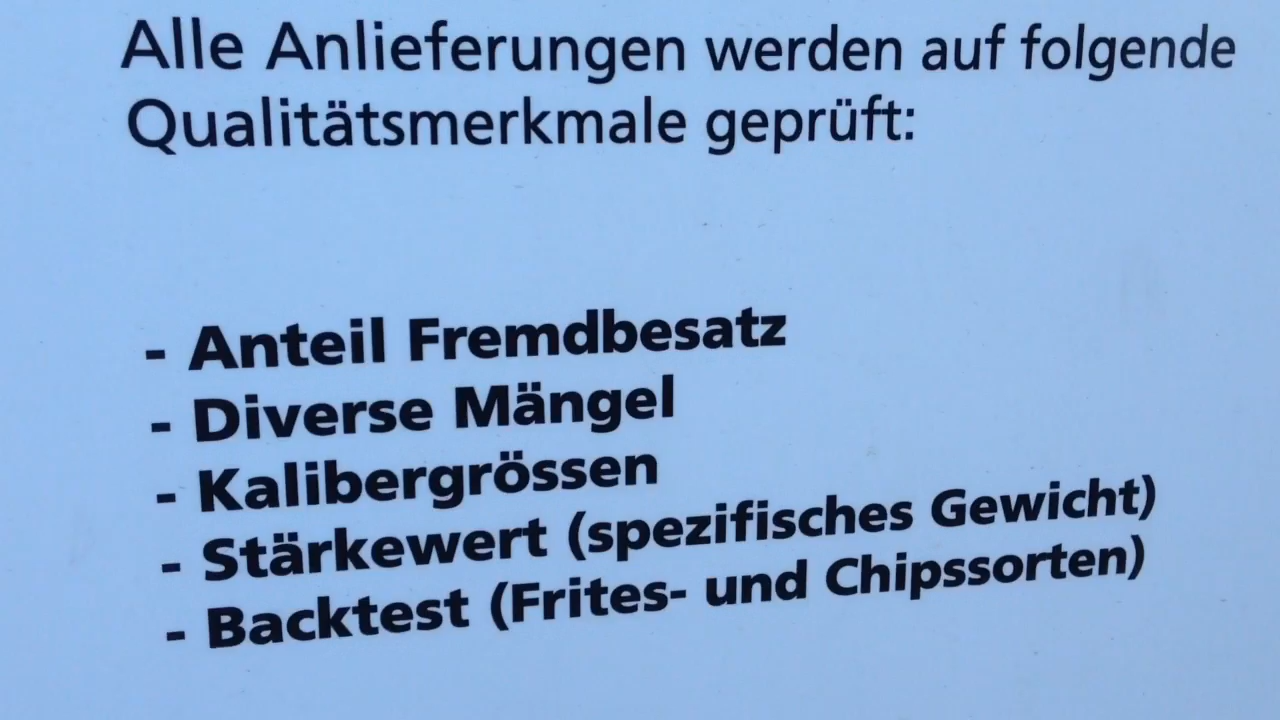 Alle Anlieferungen werden auf folgende
Qualitätsmerkmale geprüft:
- Anteil Fremdbesatz
- Diverse Mängel
- Kalibergrössen
- Stärkewert (spezifisches Gewicht)
- Backtest (Frites- und Chipssorten)